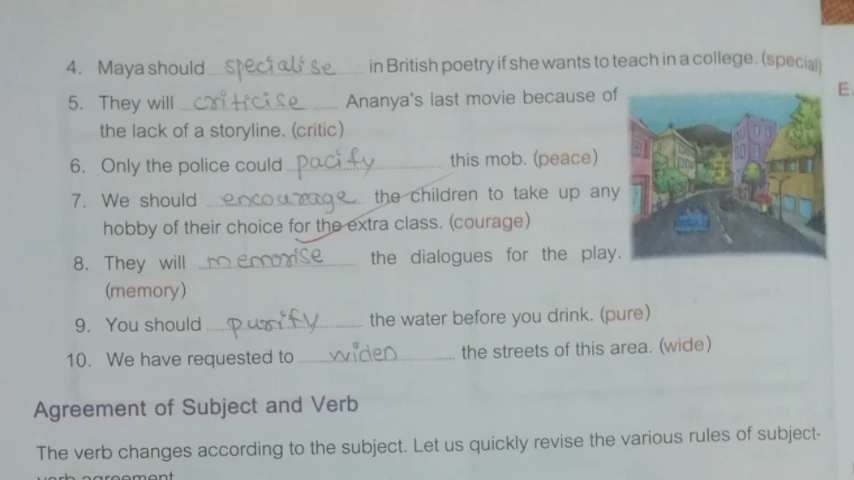 4. Maya should specialise in British poetry if she wants to teach in a college. (special)
E.
5. They will criticise Ananya's last movie because of
the lack of a storyline. (critic)
6. Only the police could pacify this mob. (peace)
7. We should encourage the children to take up any
hobby of their choice for the extra class. (courage)
8. They will memorise the dialogues for the play.
(memory)
9. You should purify the water before you drink. (pure)
10. We have requested to widen the streets of this area. (wide)
Agreement of Subject and Verb
The verb changes according to the subject. Let us quickly revise the various rules of subject-
verb agreement